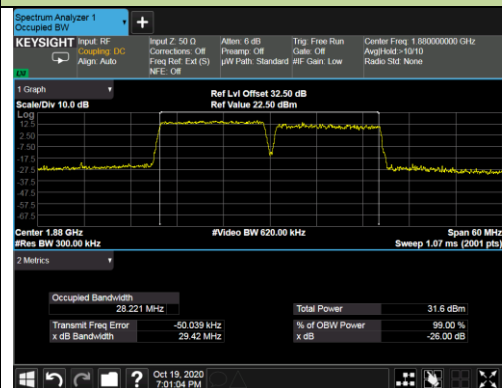 Spectrum Analyzer 1
Occupied BW
KEYSIGHT Input: RF
Coupling: DC
Align: Auto
Input Z: 50 Ω
Corrections: Off
Freq Ref: Ext (S)
NFE: Off
Atten: 6 dB
Preamp: Off
µW Path: Standard
Trig: Free Run
Gate: Off
#IF Gain: Low
Center Freq: 1.880000000 GHz
Avg|Hold:>10/10
Radio Std: None
1 Graph
Scale/Div 10.0 dB
Ref Lvl Offset 32.50 dB
Ref Value 22.50 dBm
Log
12.5
2.50
-7.50
-17.5
-27.5
-37.5
-47.5
-57.5
-67.5
Center 1.88 GHz
#Res BW 300.00 kHz
#Video BW 620.00 kHz
Span 60 MHz
Sweep 1.07 ms (2001 pts)
2 Metrics
Occupied Bandwidth
28.221 MHz
Total Power 31.6 dBm
Transmit Freq Error -50.039 kHz
% of OBW Power 99.00 %
x dB Bandwidth 29.42 MHz
x dB -26.00 dB
Oct 19, 2020
7:01:04 PM